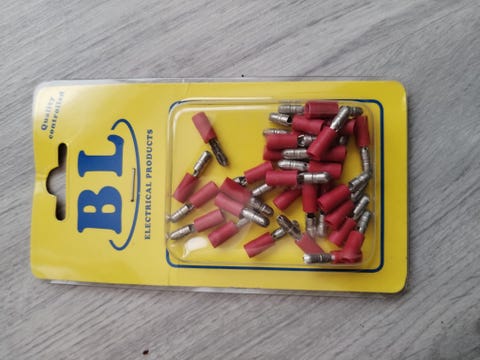 Quality
controlled
BL
ELECTRICAL PRODUCTS